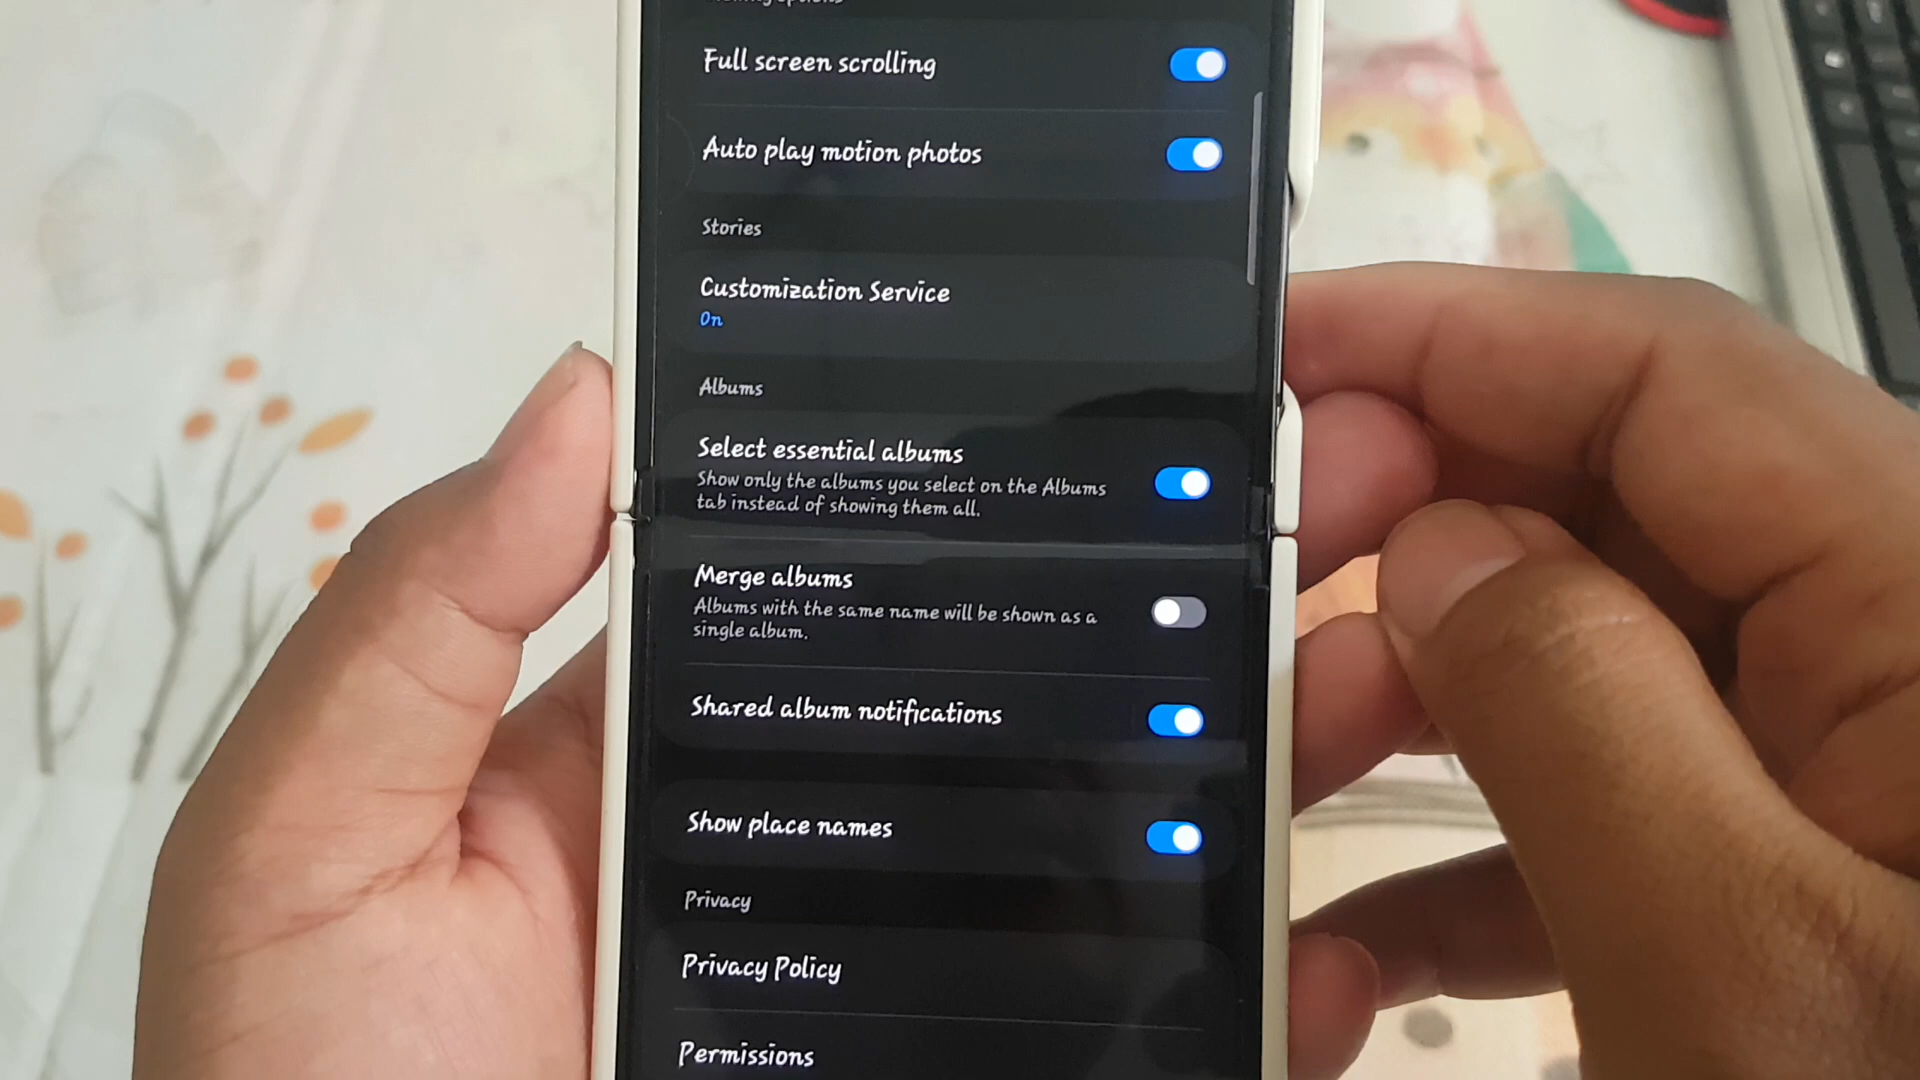 Full screen scrolling
Auto play motion photos
Stories
Customization Service
On
Albums
Select essential albums
Show only the albums you select on the Albums
tab instead of showing them all.
Merge albums
Albums with the same name will be shown as a
single album.
Shared album notifications
Show place names
Privacy
Privacy Policy
Permissions